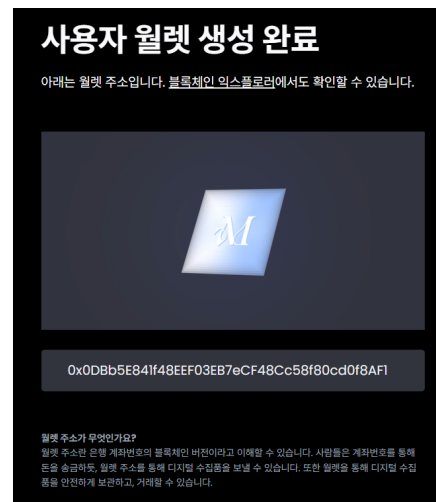 사용자 월렛 생성 완료
아래는 월렛 주소입니다. 블록체인 익스플로러에서도 확인할 수 있습니다.
M
0x0DBb5E841f48EEF03EB7eCF48Cc58f80cd0f8AF1
월렛 주소가 무엇인가요?
월렛 주소란 은행 계좌번호의 블록체인 버전이라고 이해할 수 있습니다. 사람들은 계좌번호를 통해
돈을 송금하듯, 월렛 주소를 통해 디지털 수집품을 보낼 수 있습니다. 또한 월렛을 통해 디지털 수집
품을 안전하게 보관하고, 거래할 수 있습니다.